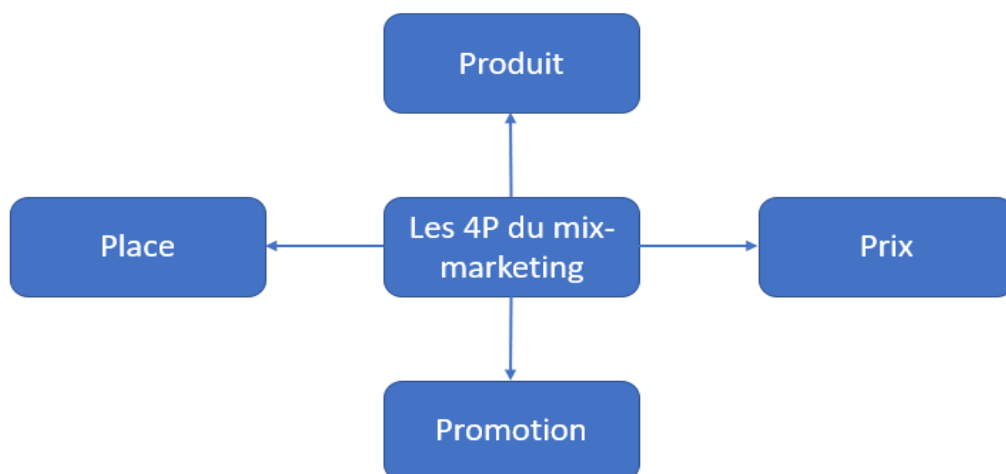 Produit
Place
Les 4P du mix-
marketing
Prix
Promotion